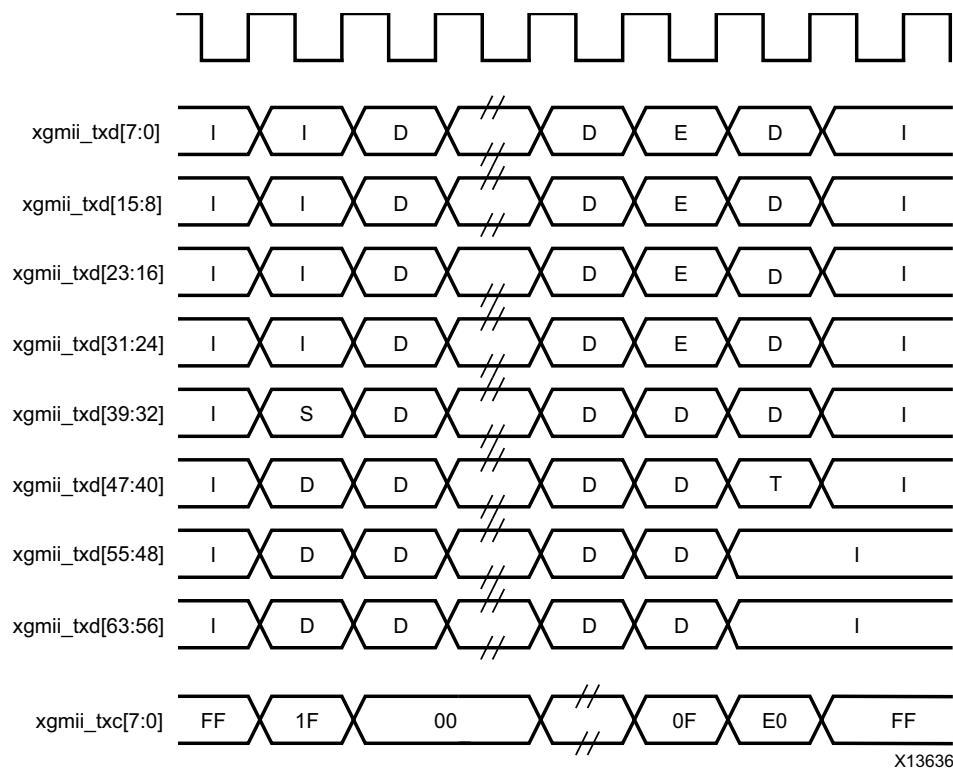 xgmii_txd[7:0] I I D D E D I
xgmii_txd[15:8] I I D D E D I
xgmii_txd[23:16] I I D D E D I
xgmii_txd[31:24] I I D D E D I
xgmii_txd[39:32] I S D D D D I
xgmii_txd[47:40] I D D D D T I
xgmii_txd[55:48] I D D D D I
xgmii_txd[63:56] I D D D D I
xgmii_txc[7:0] FF 1F 00 0F E0 FF
X13636